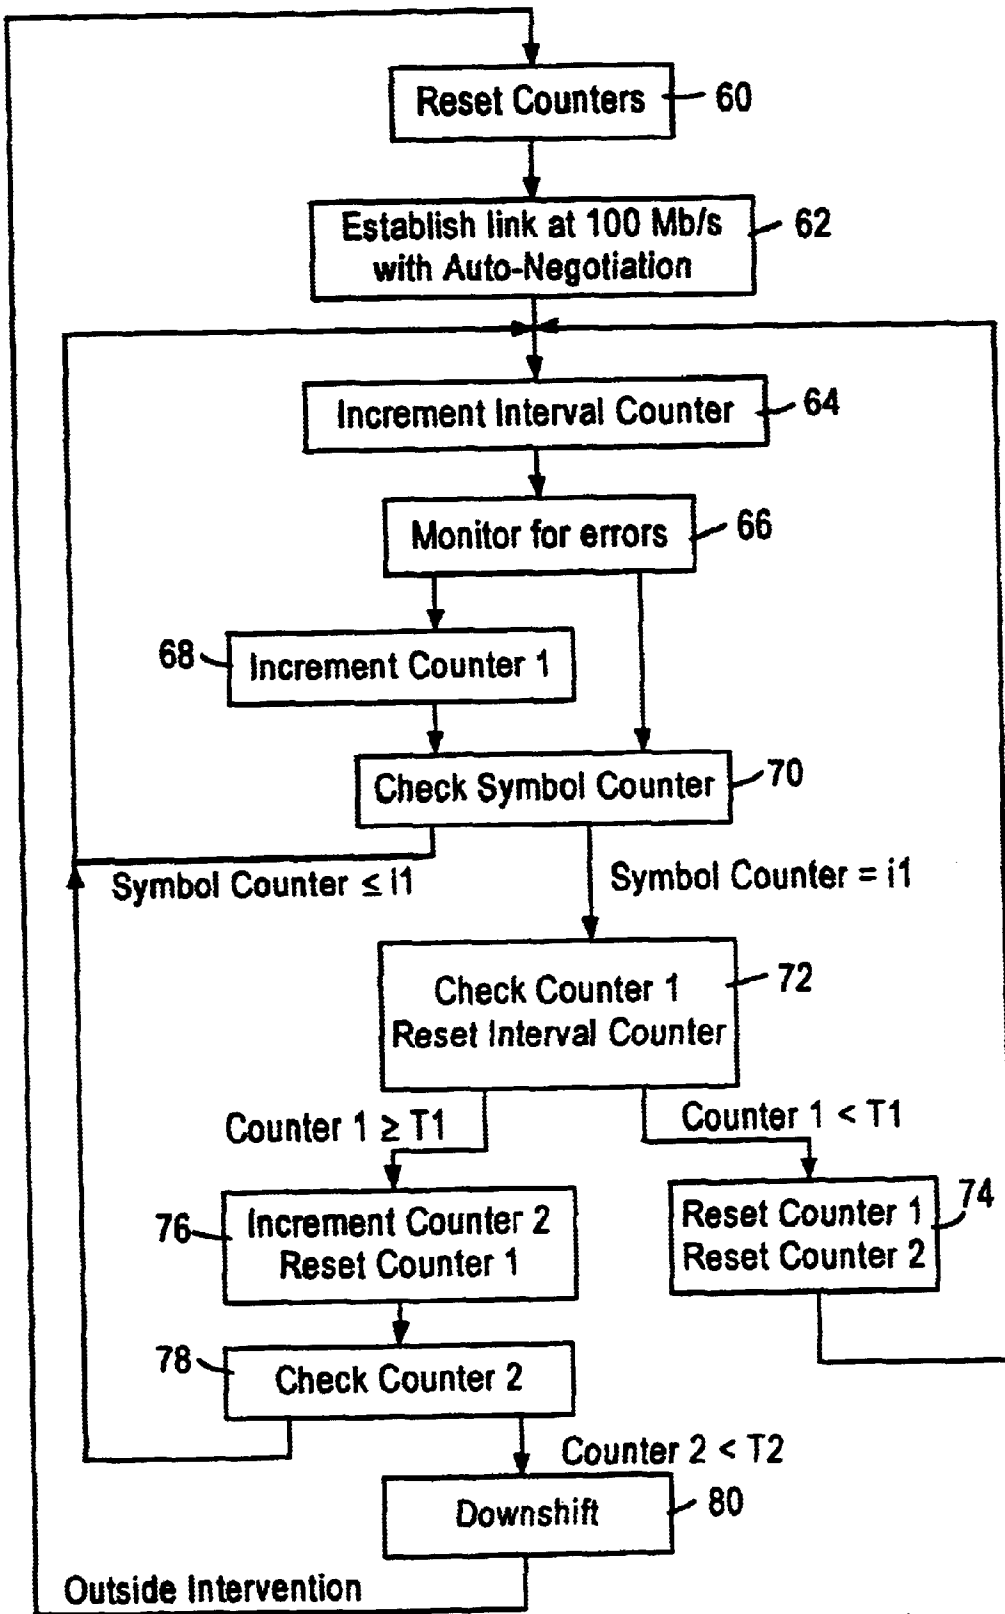 Reset Counters
60
Establish link at 100 Mb/s
with Auto-Negotiation
62
Increment Interval Counter
64
Monitor for errors
66
68
Increment Counter 1
Check Symbol Counter
70
Symbol Counter ≤ i1
Symbol Counter = i1
Check Counter 1
Reset Interval Counter
72
Counter 1 ≥ T1
Counter 1 < T1
76
Increment Counter 2
Reset Counter 1
Reset Counter 1
Reset Counter 2
74
78
Check Counter 2
Counter 2 < T2
Downshift
80
Outside Intervention